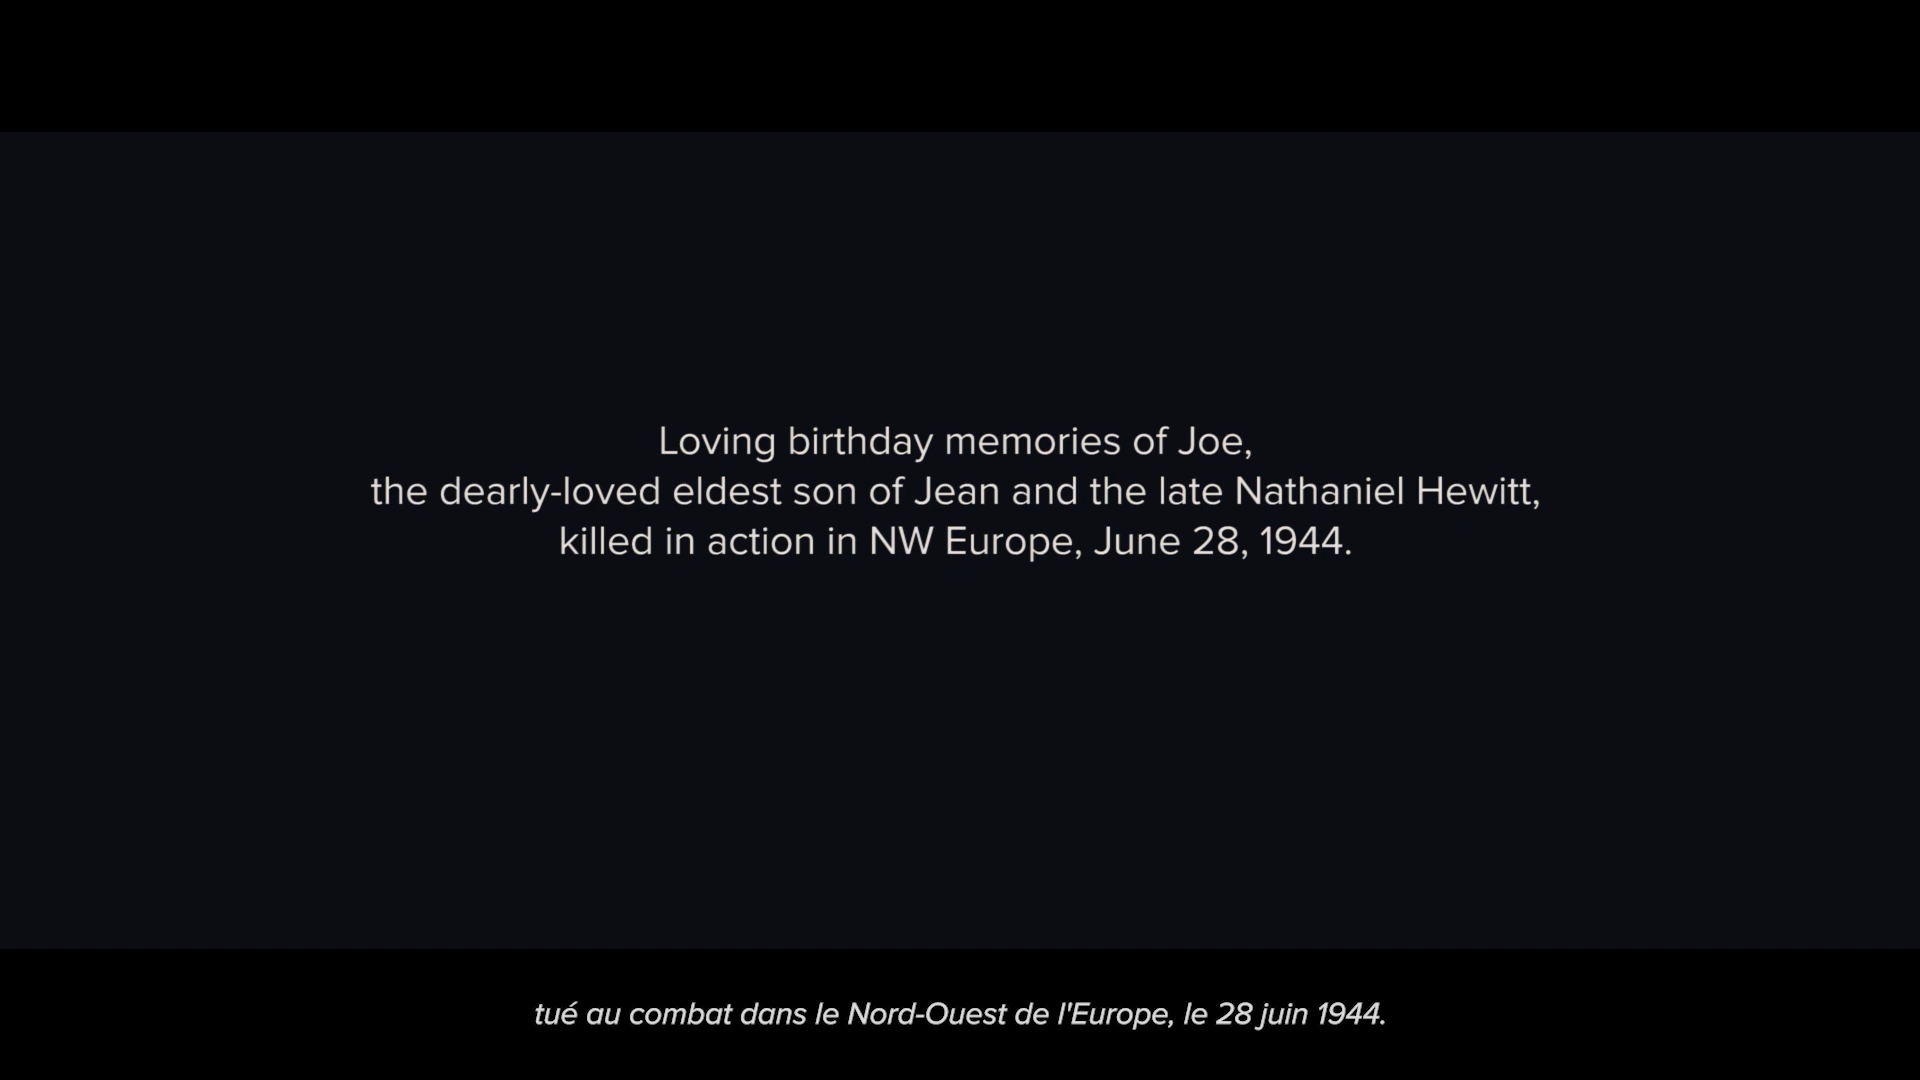 Loving birthday memories of Joe,
the dearly-loved eldest son of Jean and the late Nathaniel Hewitt,
killed in action in NW Europe, June 28, 1944.
tué au combat dans le Nord-Ouest de l'Europe, le 28 juin 1944.